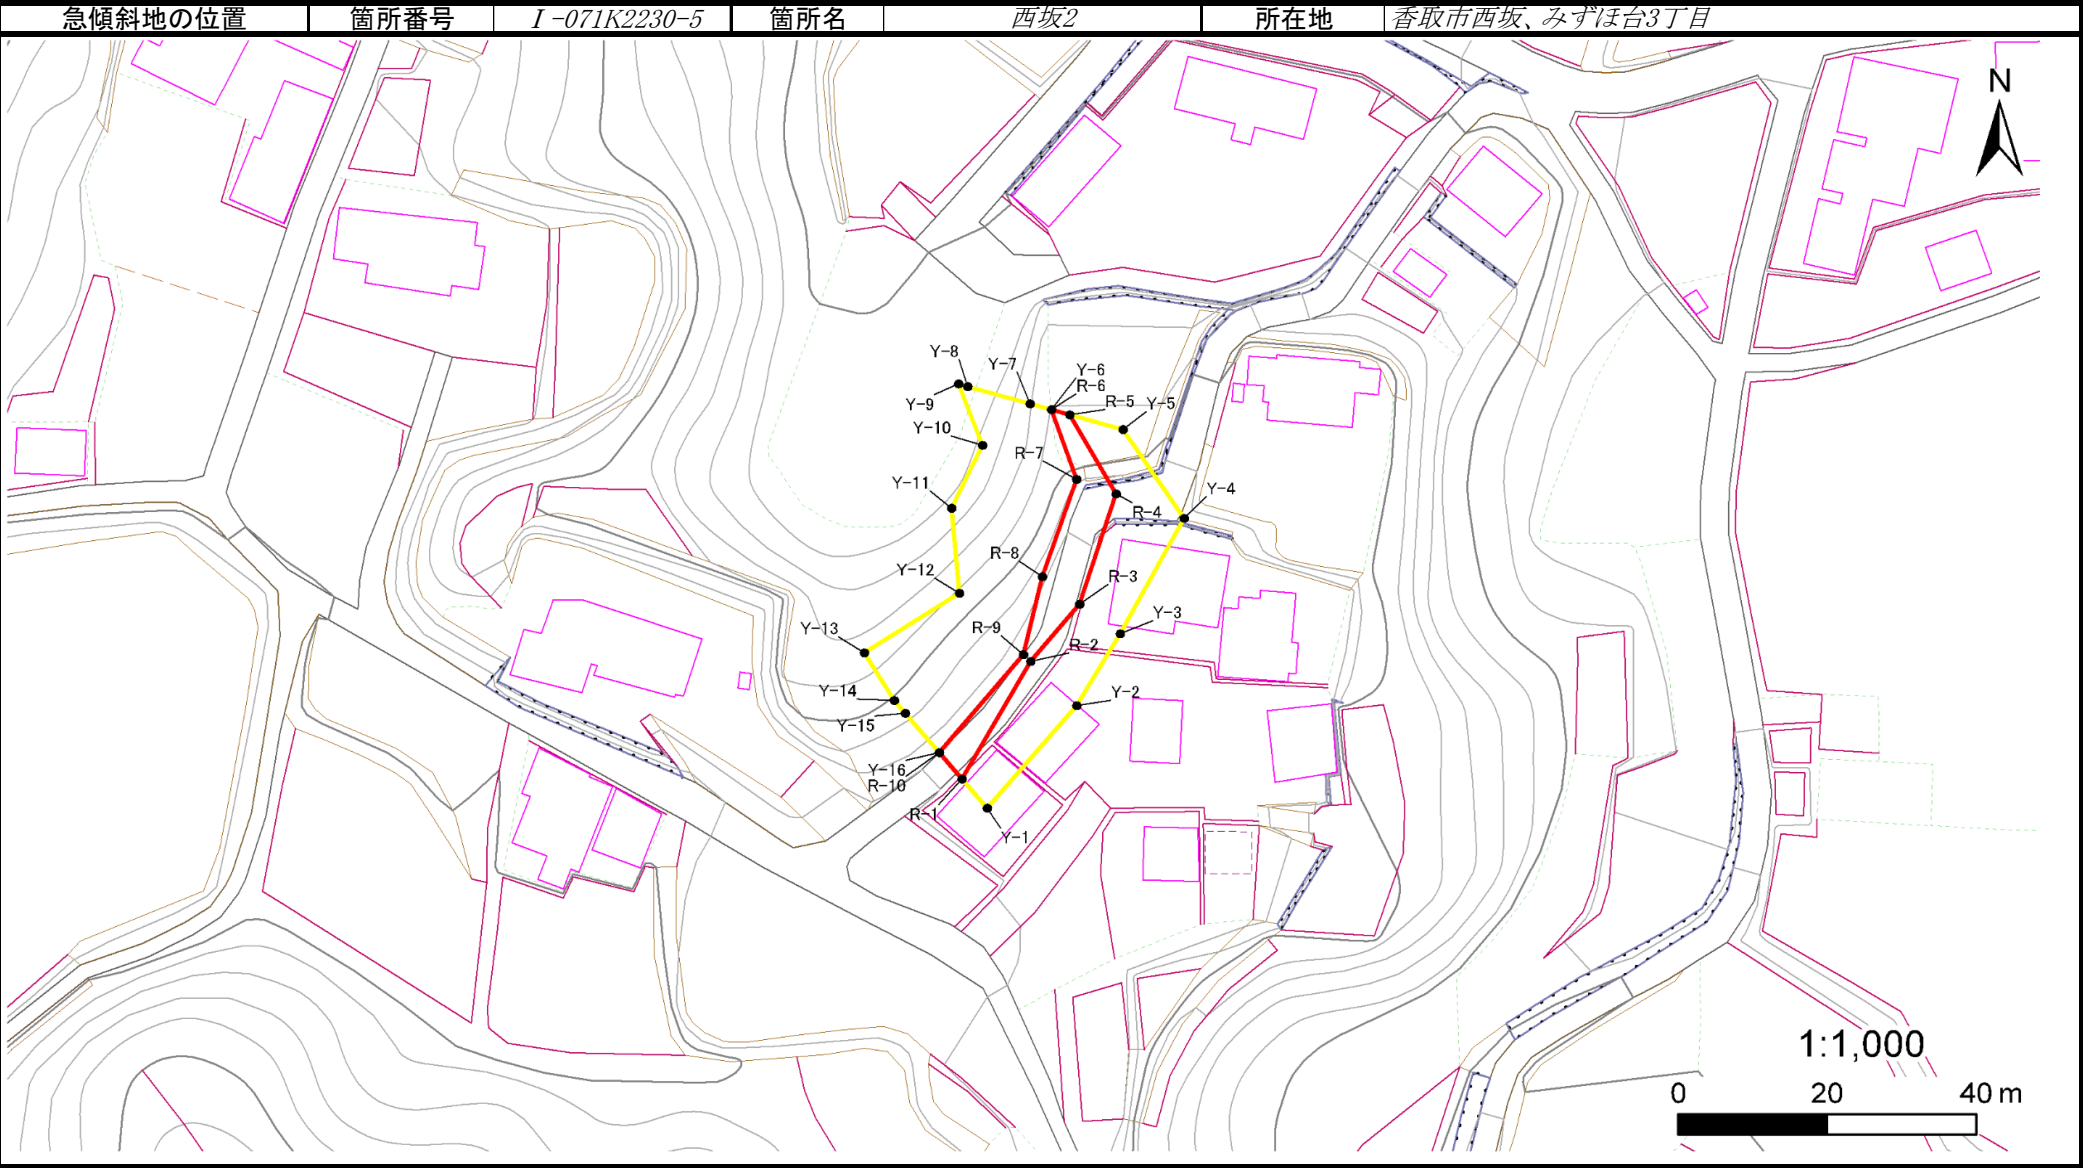 急傾斜地の位置 箇所番号 Ⅰ-071K2230-5 箇所名 西坂2 所在地 香取市西坂、みずほ台3丁目
N
Y-8
Y-7
Y-6
R-6
Y-9
R-5
Y-5
Y-10
R-7
Y-11
Y-4
R-4
R-8
Y-12
R-3
Y-3
Y-13
R-9
R-2
Y-14
Y-2
Y-15
Y-16
R-10
R-1
Y-1
1:1,000
0 20 40 m